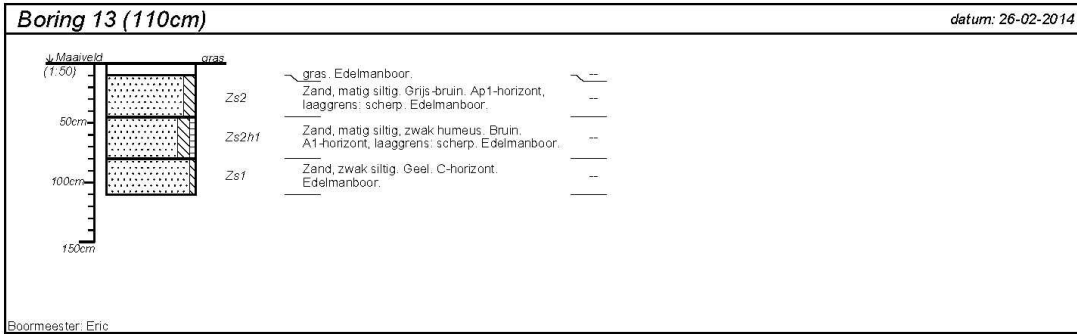 Boring 13 (110cm)
datum: 26-02-2014
↓ Maaiveld
gras
(1:50)
gras. Edelmanboor.
--
Zs2
Zand, matig siltig. Grijs-bruin. Ap1-horizont,
laaggrens: scherp. Edelmanboor.
--
50cm
Zs2h1
Zand, matig siltig, zwak humeus. Bruin.
A1-horizont, laaggrens: scherp. Edelmanboor.
--
Zs1
Zand, zwak siltig. Geel. C-horizont.
Edelmanboor.
--
100cm
150cm
Boormeester: Eric